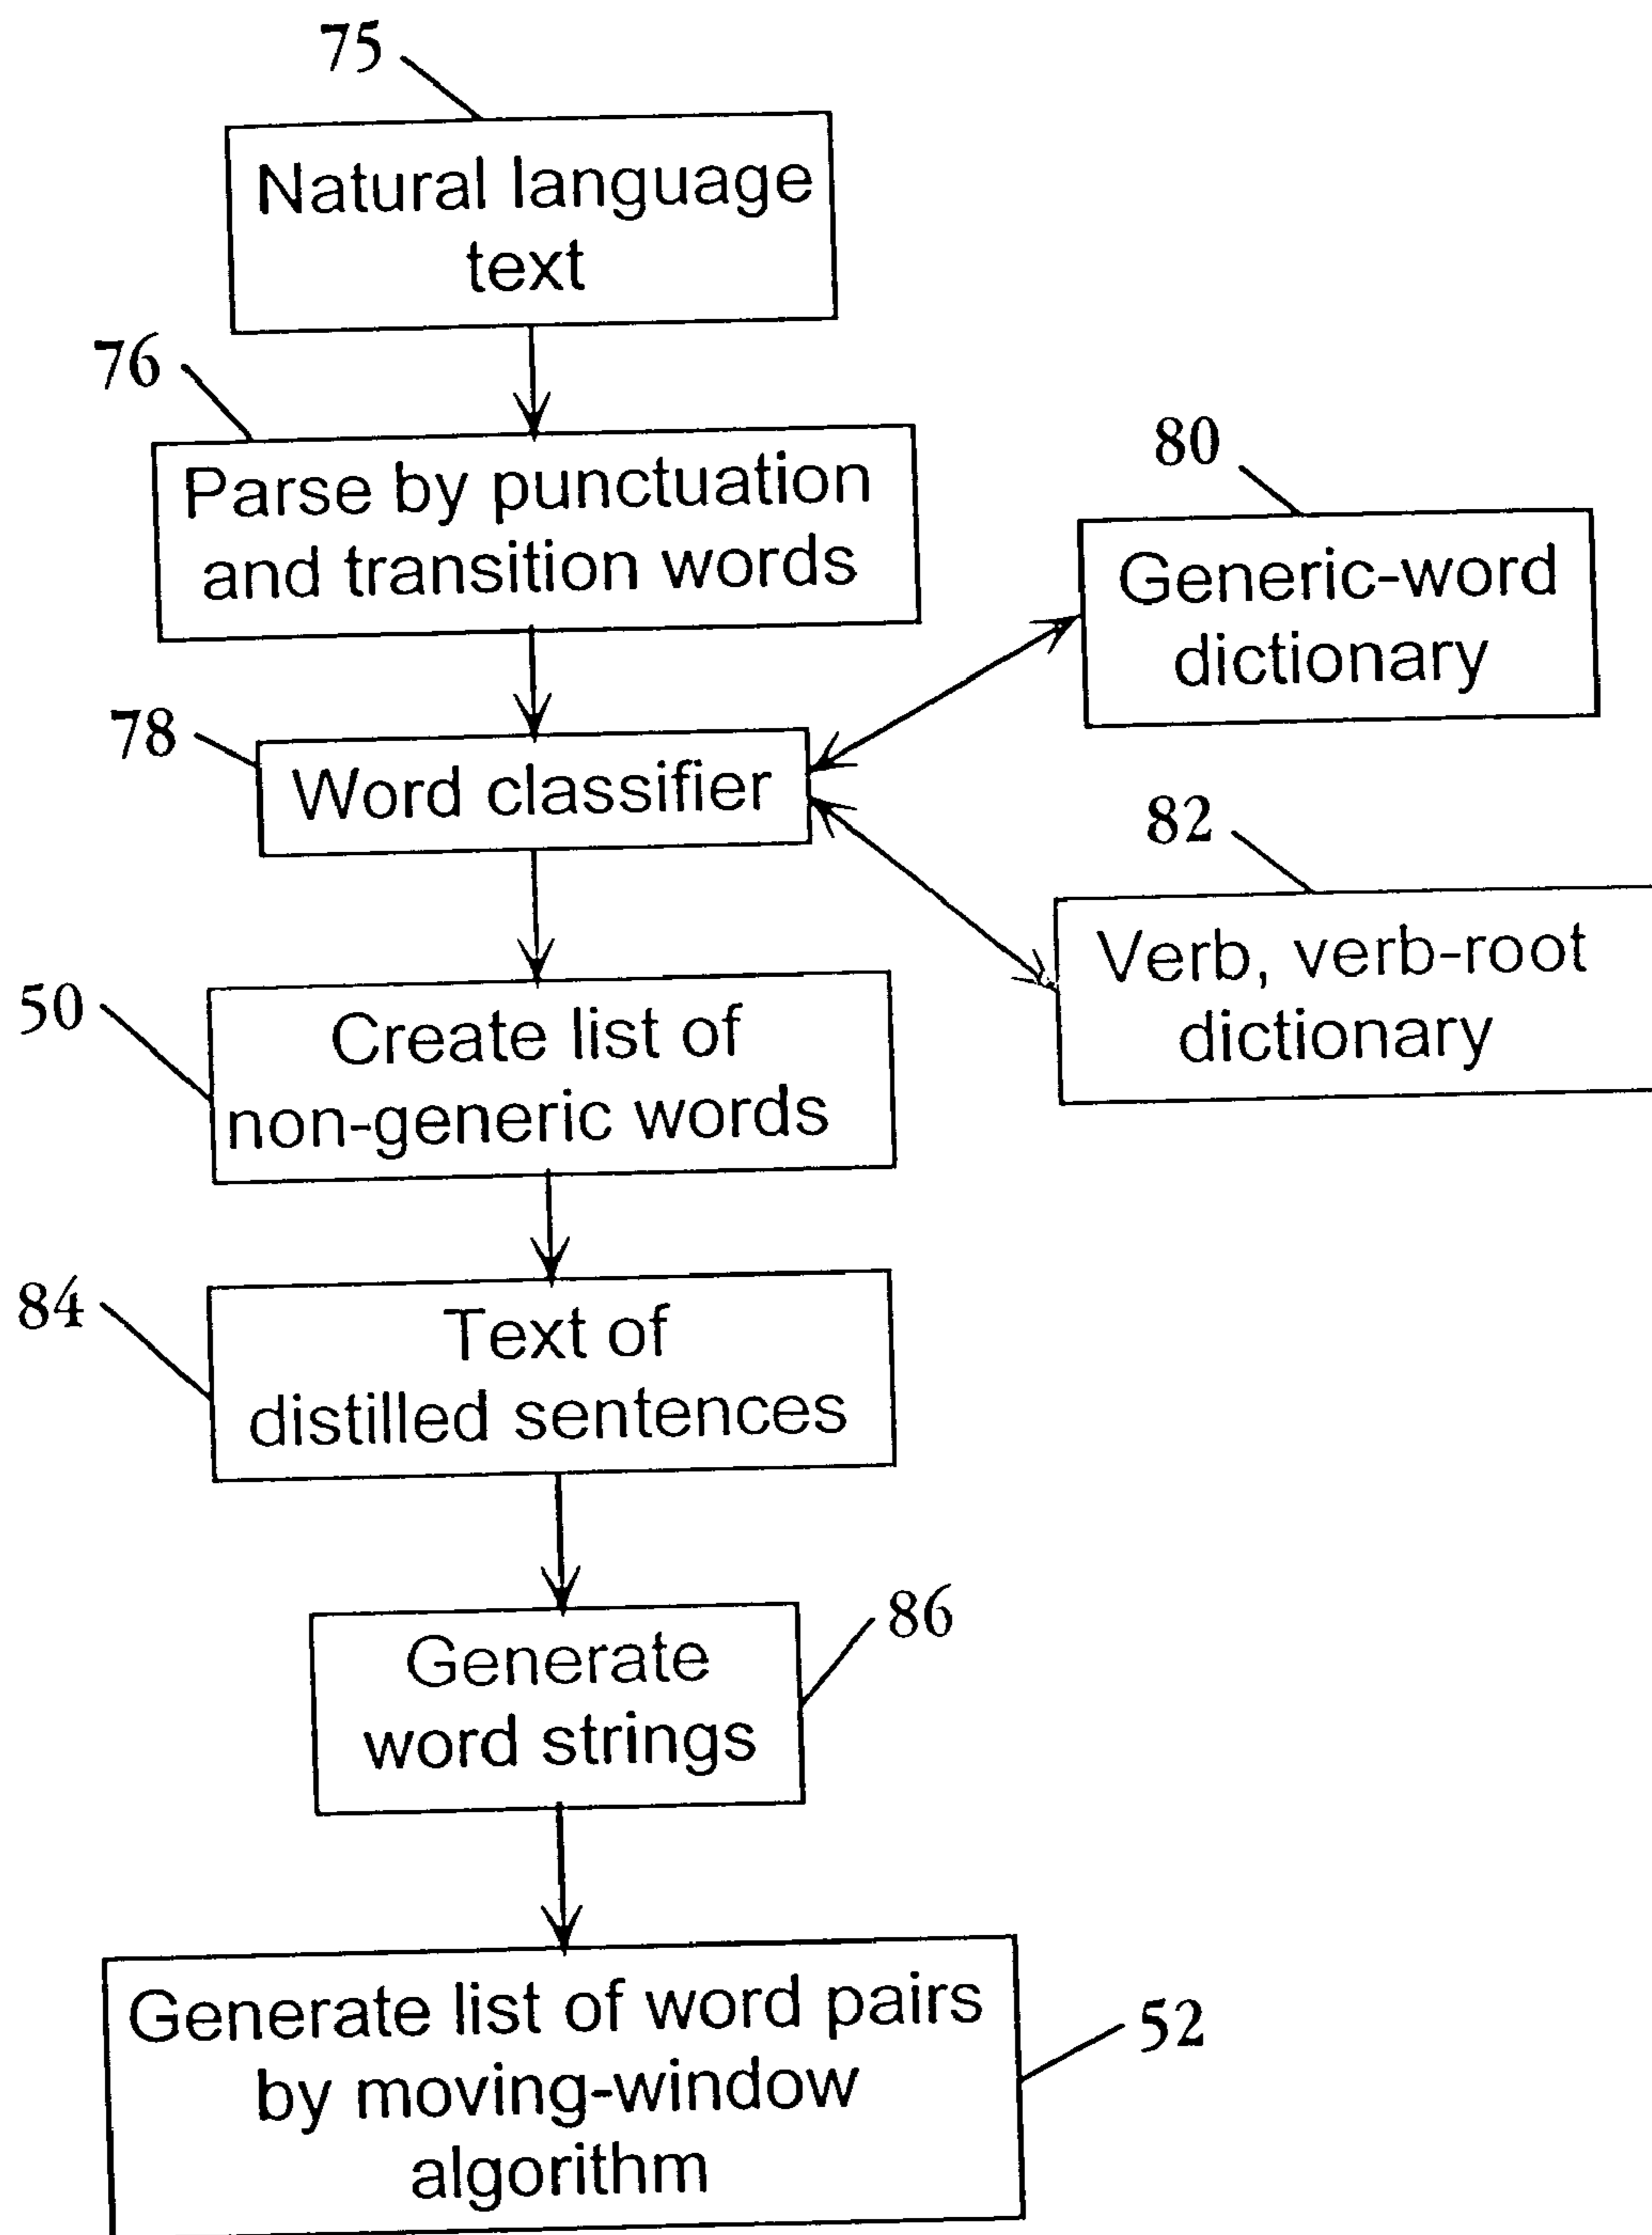 75
Natural language
text
76
Parse by punctuation
and transition words
80
Generic-word
dictionary
78
Word classifier
82
Verb, verb-root
dictionary
50
Create list of
non-generic words
84
Text of
distilled sentences
86
Generate
word strings
52
Generate list of word pairs
by moving-window
algorithm